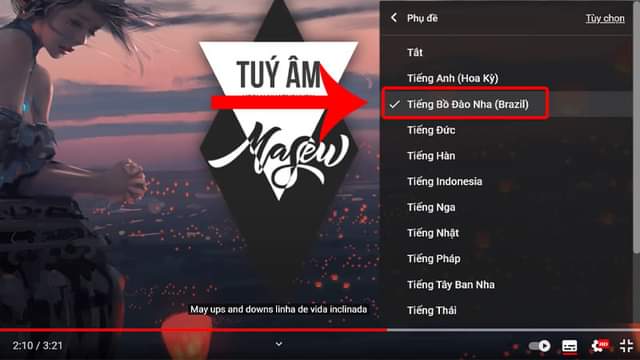 Phụ đề
Tùy chọn
Tắt
Tiếng Anh (Hoa Kỳ)
Tiếng Bồ Đào Nha (Brazil)
Tiếng Đức
Tiếng Hàn
Tiếng Indonesia
Tiếng Nga
Tiếng Nhật
Tiếng Pháp
Tiếng Tây Ban Nha
Tiếng Thái
TUÝ ÂM
Masew
May ups and downs linha de vida inclinada
2:10 / 3:21
HD